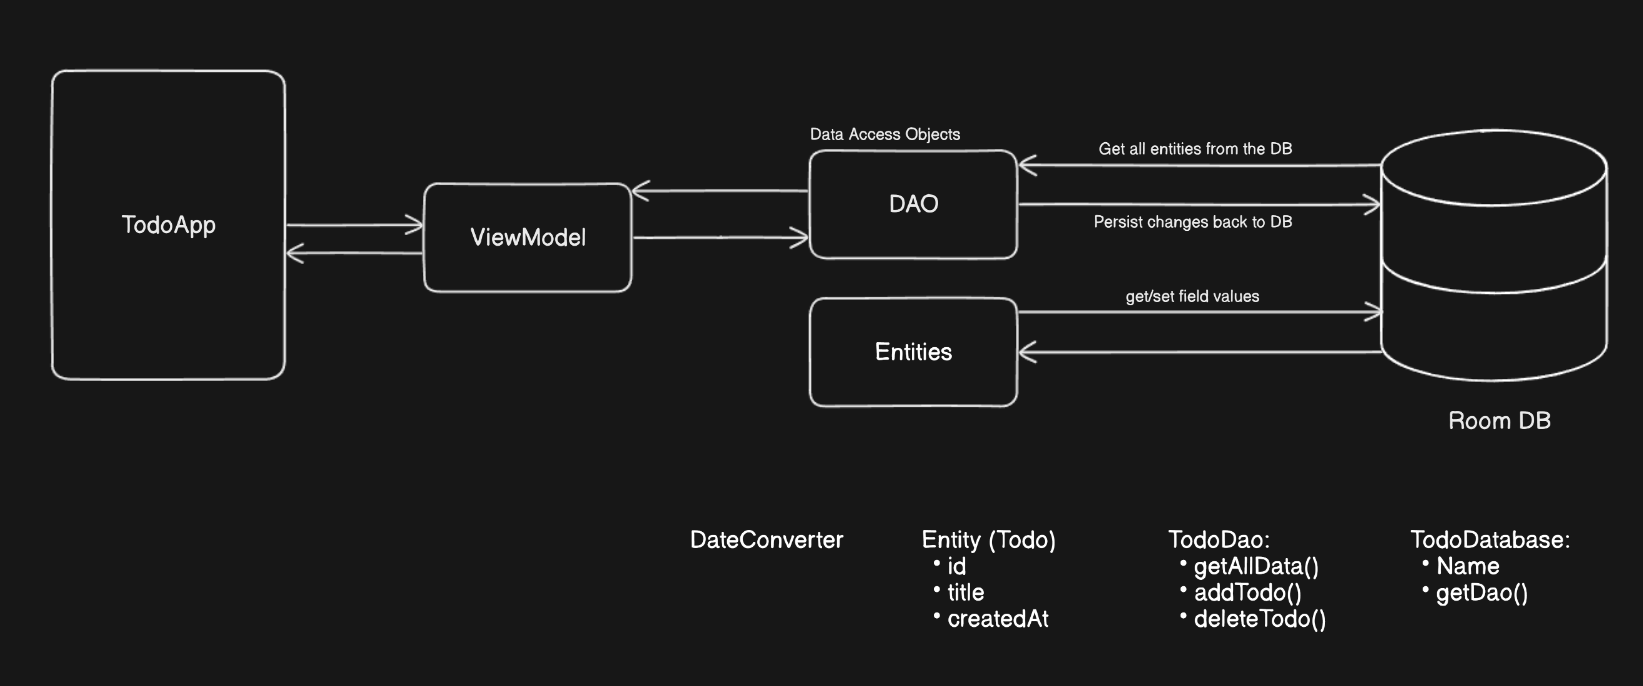 TodoApp
ViewModel
Data Access Objects
DAO
Get all entities from the DB
Persist changes back to DB
Entities
get/set field values
Room DB
DateConverter
Entity (Todo)
• id
• title
• createdAt
TodoDao:
• getAllData()
• addTodo()
• deleteTodo()
TodoDatabase:
• Name
• getDao()